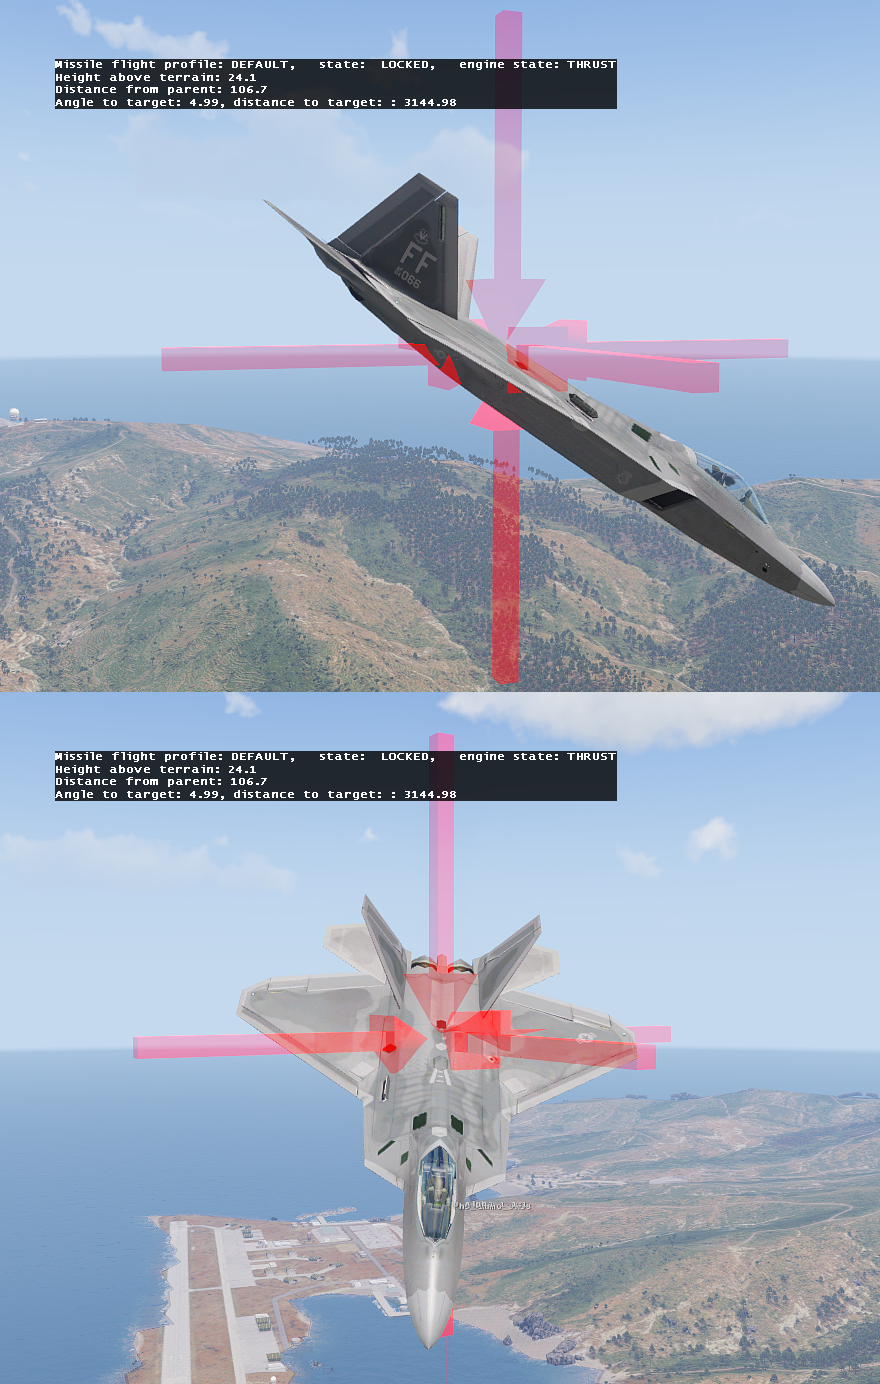 Missile flight profile: DEFAULT,   state:  LOCKED,   engine state: THRUST
Height above terrain: 24.1
Distance from parent: 106.7
Angle to target: 4.99, distance to target: : 3144.98
FF
066
Missile flight profile: DEFAULT,   state:  LOCKED,   engine state: THRUST
Height above terrain: 24.1
Distance from parent: 106.7
Angle to target: 4.99, distance to target: : 3144.98